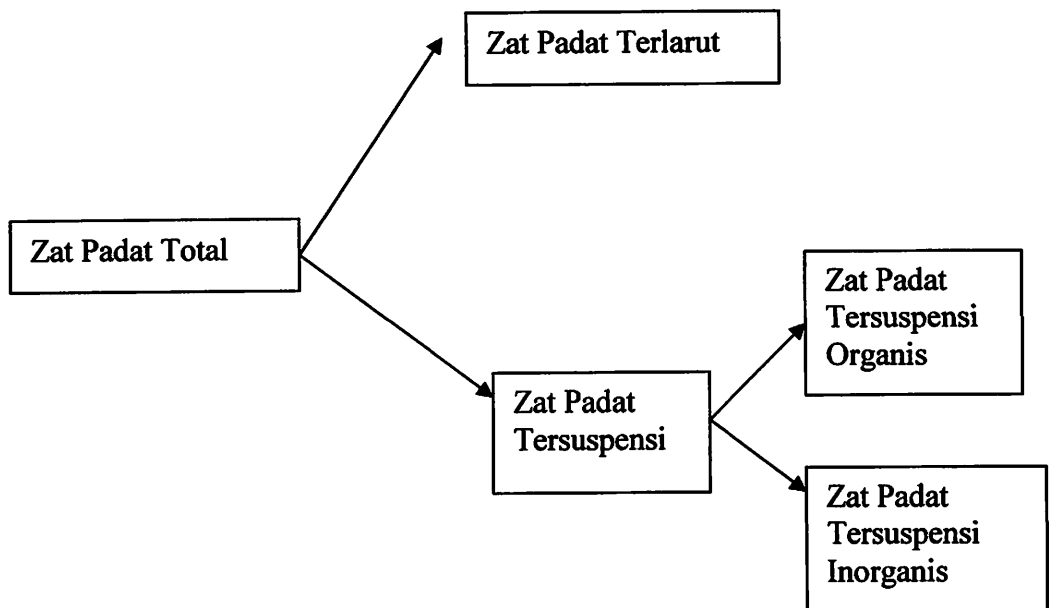 Zat Padat Terlarut
Zat Padat Total
Zat Padat
Tersuspensi
Organis
Zat Padat
Tersuspensi
Zat Padat
Tersuspensi
Inorganis